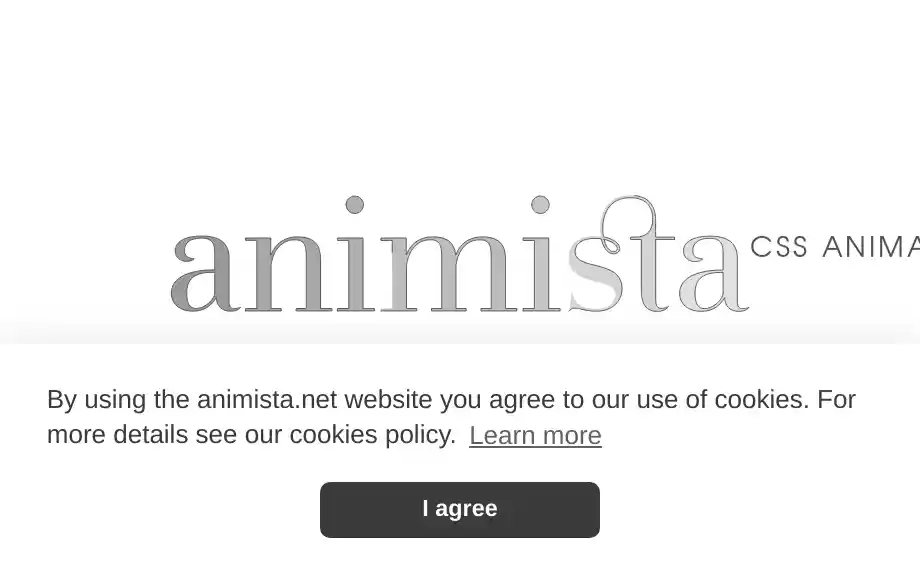 animista
CSS ANIMA
By using the animista.net website you agree to our use of cookies. For
more details see our cookies policy. Learn more
I agree